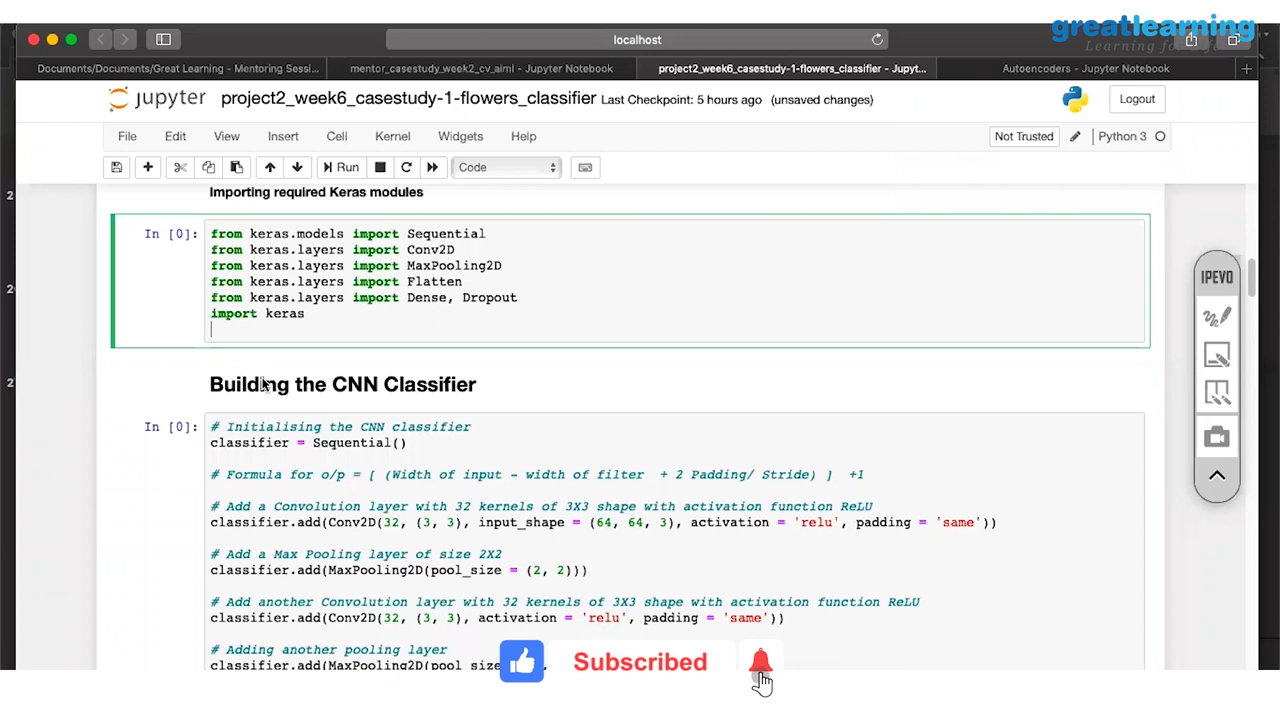 greatlearning
Learning for Life
localhost
Documents/Documents/Great Learning - Mentoring Sessi... mentor_casestudy_week2_cv_aiml - Jupyter Notebook project2_week6_casestudy-1-flowers_classifier - Jupyt... Autoencoders - Jupyter Notebook
jupyter project2_week6_casestudy-1-flowers_classifier Last Checkpoint: 5 hours ago (unsaved changes) Logout
File Edit View Insert Cell Kernel Widgets Help Not Trusted Python 3
Run Code
Importing required Keras modules
In [0]: from keras.models import Sequential
from keras.layers import Conv2D
from keras.layers import MaxPooling2D
from keras.layers import Flatten
from keras.layers import Dense, Dropout
import keras
IPEVO
Building the CNN Classifier
In [0]: # Initialising the CNN classifier
classifier = Sequential()
# Formula for o/p = [ (Width of input - width of filter + 2 Padding/ Stride) ] +1
# Add a Convolution layer with 32 kernels of 3X3 shape with activation function ReLU
classifier.add(Conv2D(32, (3, 3), input_shape = (64, 64, 3), activation = 'relu', padding = 'same'))
# Add a Max Pooling layer of size 2X2
classifier.add(MaxPooling2D(pool_size = (2, 2)))
# Add another Convolution layer with 32 kernels of 3X3 shape with activation function ReLU
classifier.add(Conv2D(32, (3, 3), activation = 'relu', padding = 'same'))
# Adding another pooling layer
classifier.add(MaxPooling2D(pool_size
Subscribed